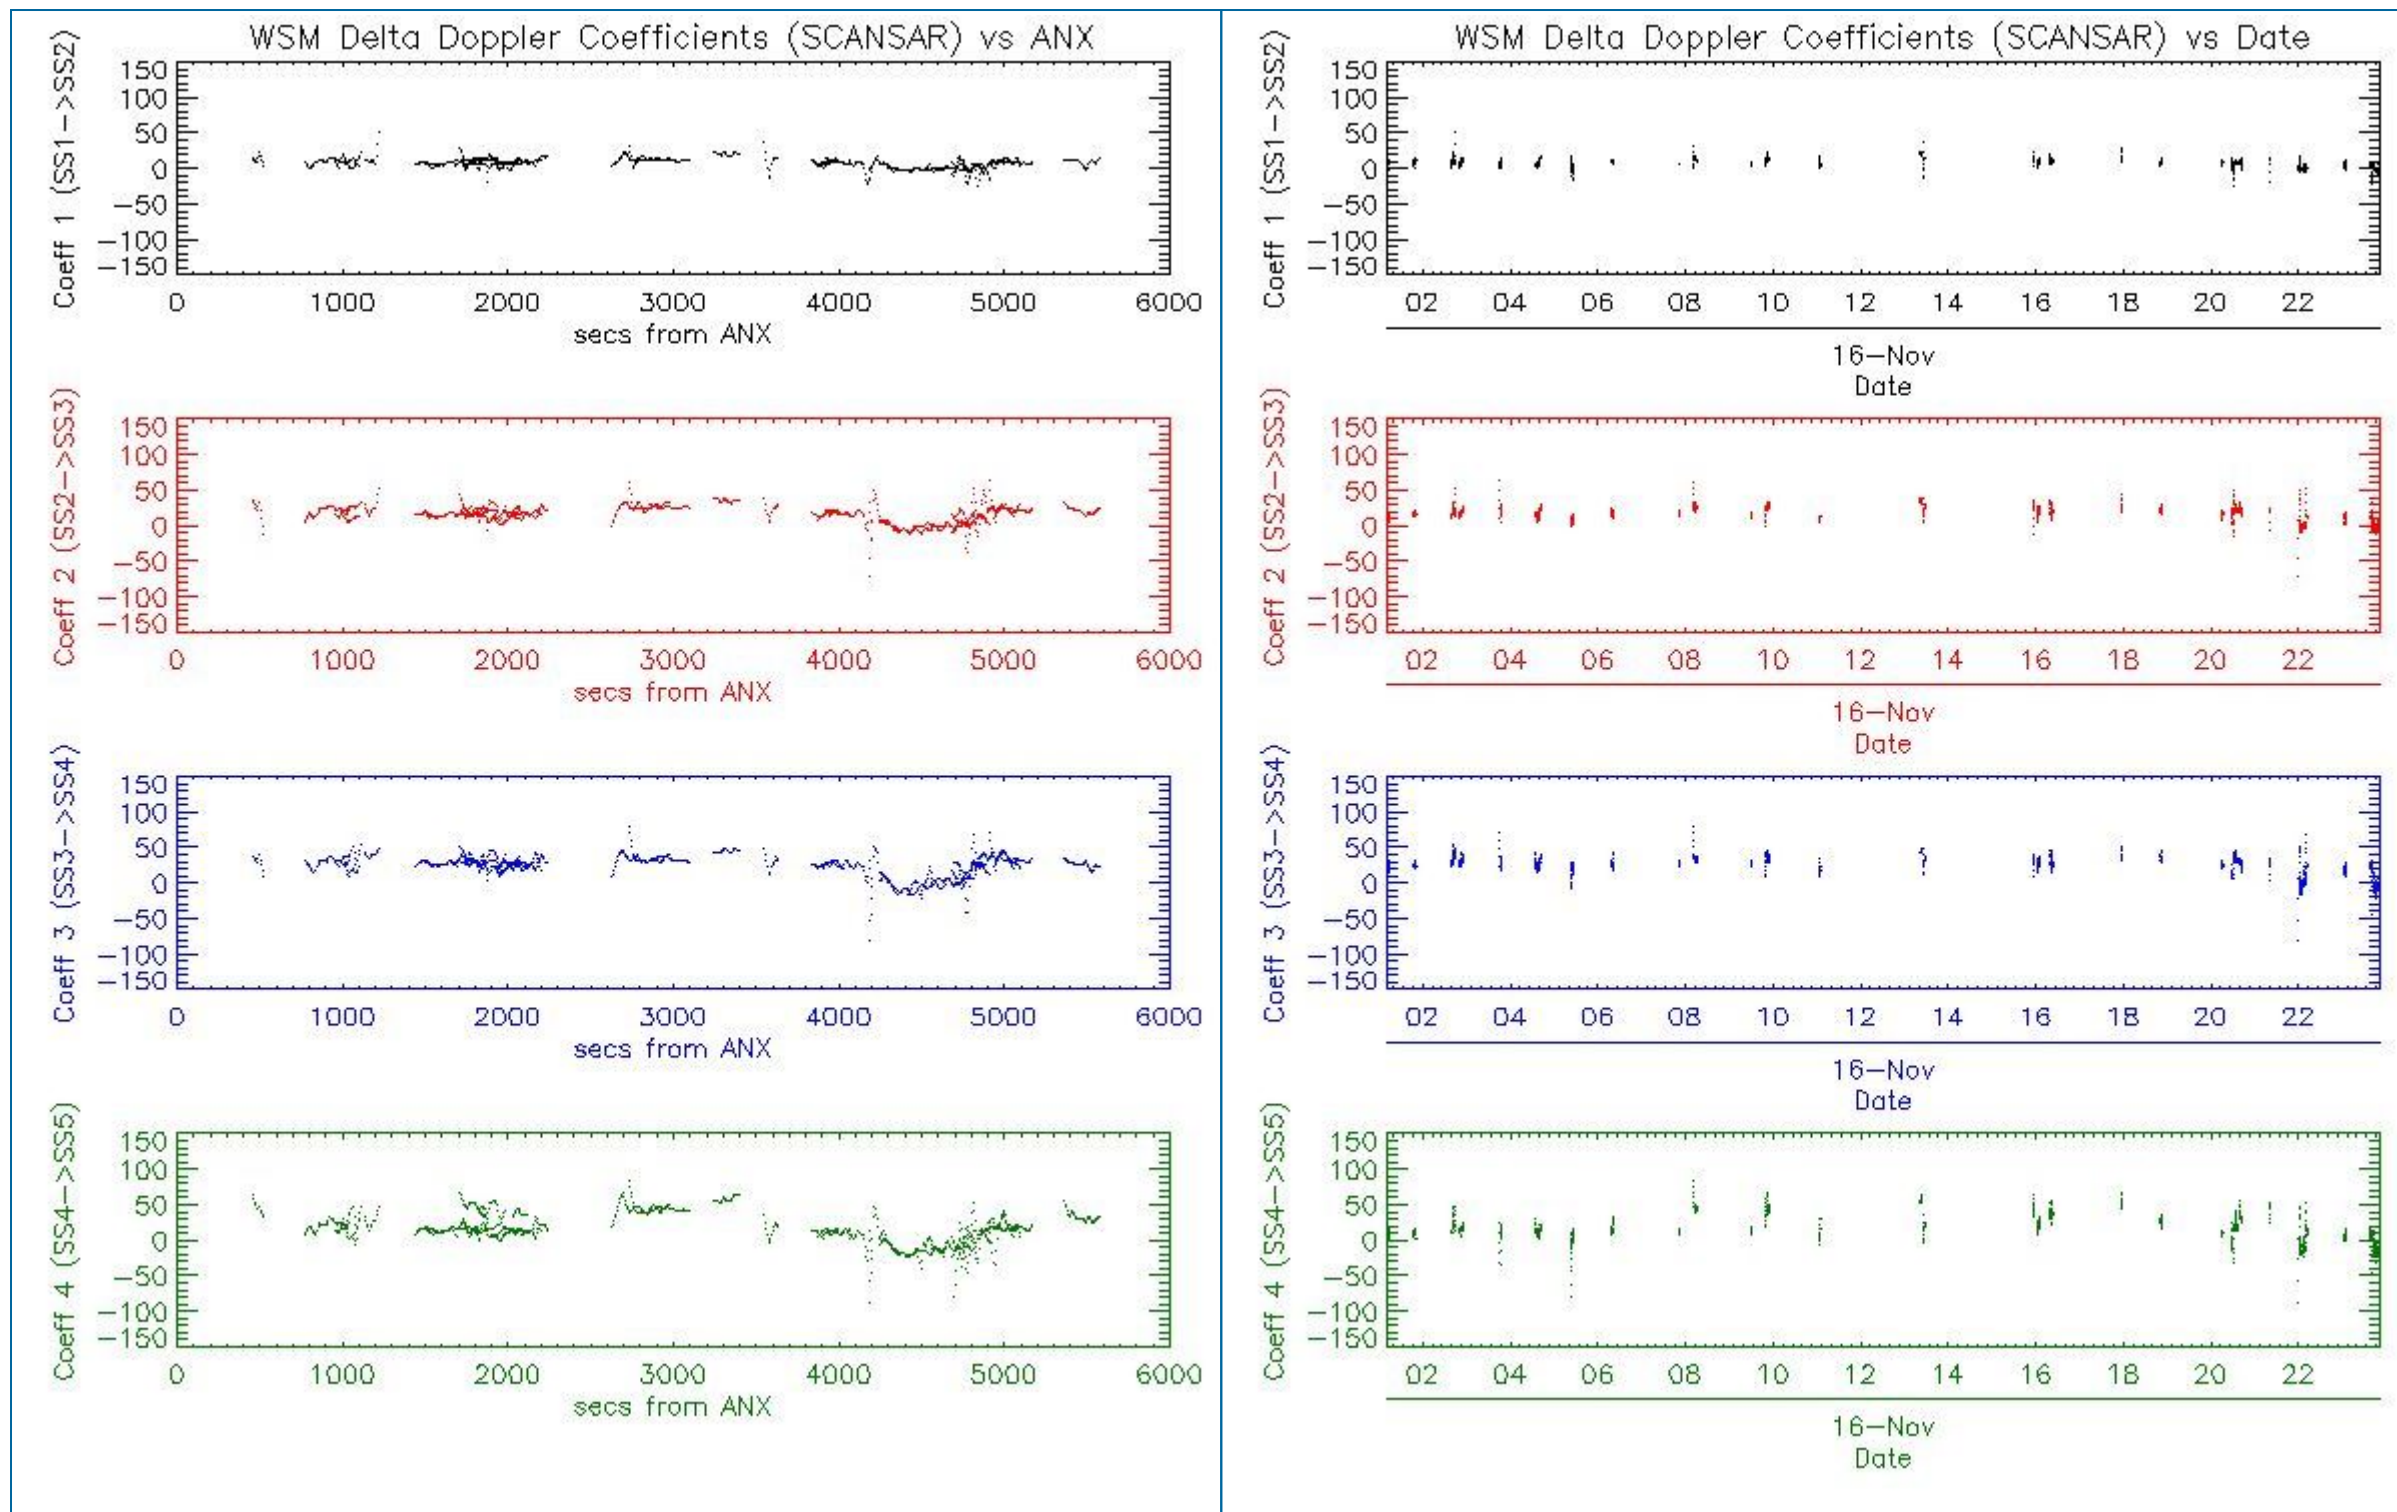 WSM Delta Doppler Coefficients (SCANSAR) vs ANX
Coeff 1 (SS1->SS2)
150
100
50
0
-50
-100
-150
0 1000 2000 3000 4000 5000 6000
secs from ANX
Coeff 2 (SS2->SS3)
150
100
50
0
-50
-100
-150
0 1000 2000 3000 4000 5000 6000
secs from ANX
Coeff 3 (SS3->SS4)
150
100
50
0
-50
-100
-150
0 1000 2000 3000 4000 5000 6000
secs from ANX
Coeff 4 (SS4->SS5)
150
100
50
0
-50
-100
-150
0 1000 2000 3000 4000 5000 6000
secs from ANX
WSM Delta Doppler Coefficients (SCANSAR) vs Date
Coeff 1 (SS1->SS2)
150
100
50
0
-50
-100
-150
02 04 06 08 10 12 14 16 18 20 22
16-Nov
Date
Coeff 2 (SS2->SS3)
150
100
50
0
-50
-100
-150
02 04 06 08 10 12 14 16 18 20 22
16-Nov
Date
Coeff 3 (SS3->SS4)
150
100
50
0
-50
-100
-150
02 04 06 08 10 12 14 16 18 20 22
16-Nov
Date
Coeff 4 (SS4->SS5)
150
100
50
0
-50
-100
-150
02 04 06 08 10 12 14 16 18 20 22
16-Nov
Date